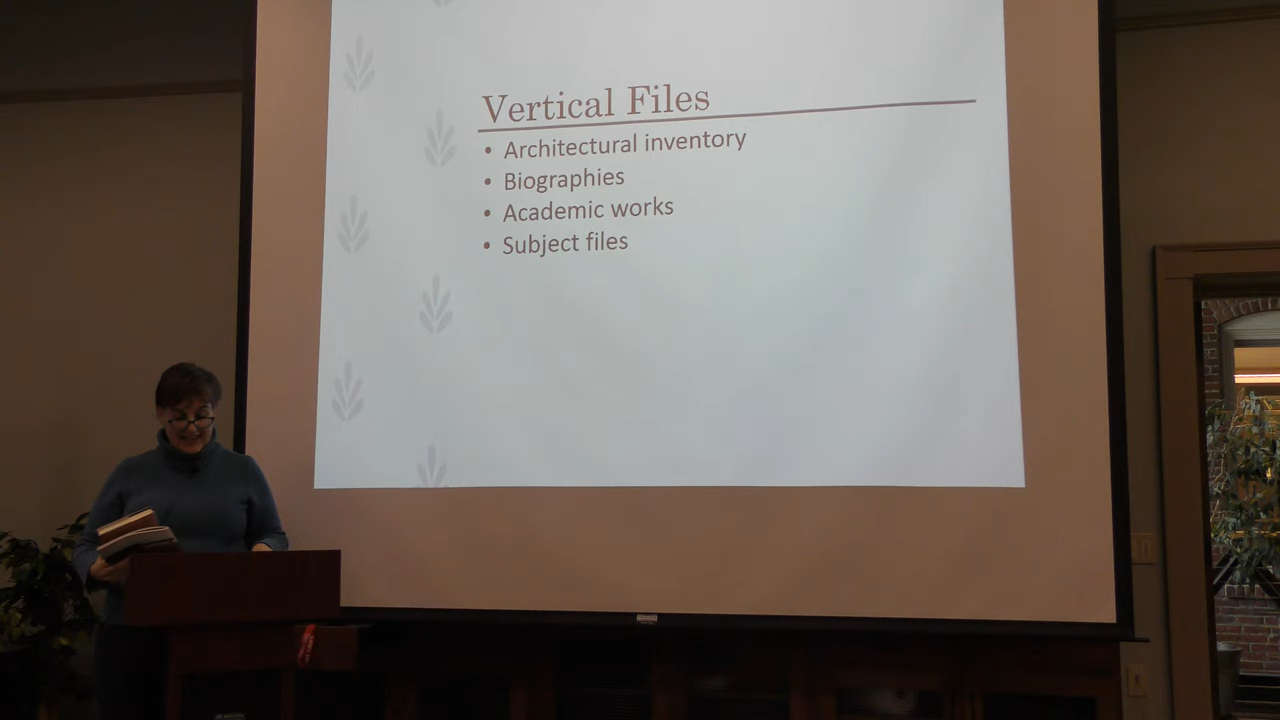 Vertical Files
• Architectural inventory
• Biographies
• Academic works
• Subject files